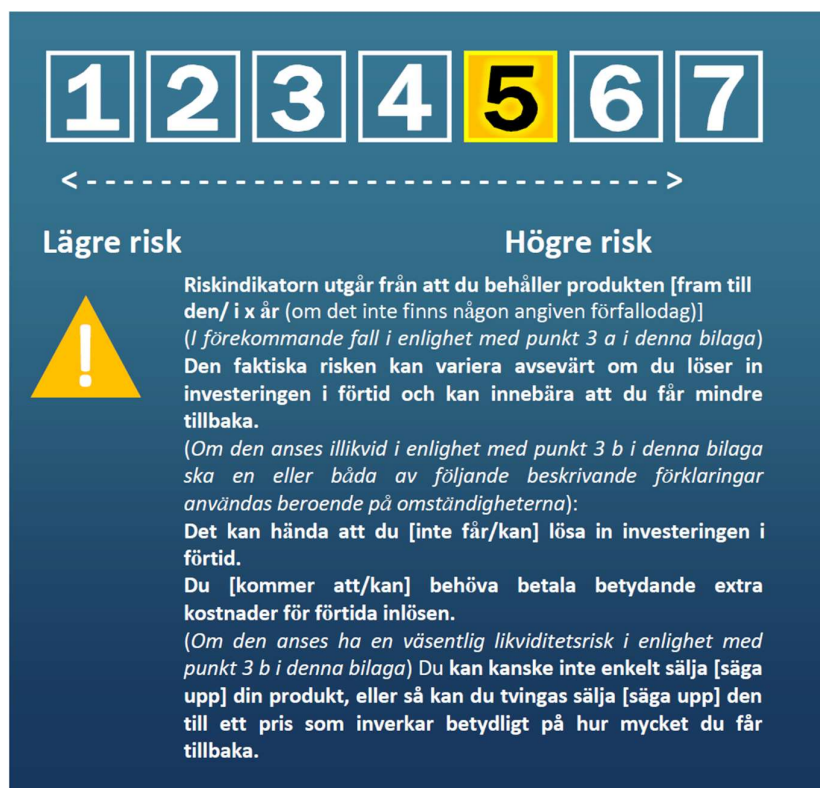 1 2 3 4 5 6 7
<---------------------------------->
Lägre risk Högre risk
!
Riskindikatorn utgår från att du behåller produkten [fram till
den/ i x år (om det inte finns någon angiven förfallodag)]
(I förekommande fall i enlighet med punkt 3 a i denna bilaga)
Den faktiska risken kan variera avsevärt om du löser in
investeringen i förtid och kan innebära att du får mindre
tillbaka.
(Om den anses illikvid i enlighet med punkt 3 b i denna bilaga
ska en eller båda av följande beskrivande förklaringar
användas beroende på omständigheterna):
Det kan hända att du [inte får/kan] lösa in investeringen i
förtid.
Du [kommer att/kan] behöva betala betydande extra
kostnader för förtida inlösen.
(Om den anses ha en väsentlig likviditetsrisk i enlighet med
punkt 3 b i denna bilaga) Du kan kanske inte enkelt sälja [säga
upp] din produkt, eller så kan du tvingas sälja [säga upp] den
till ett pris som inverkar betydligt på hur mycket du får
tillbaka.